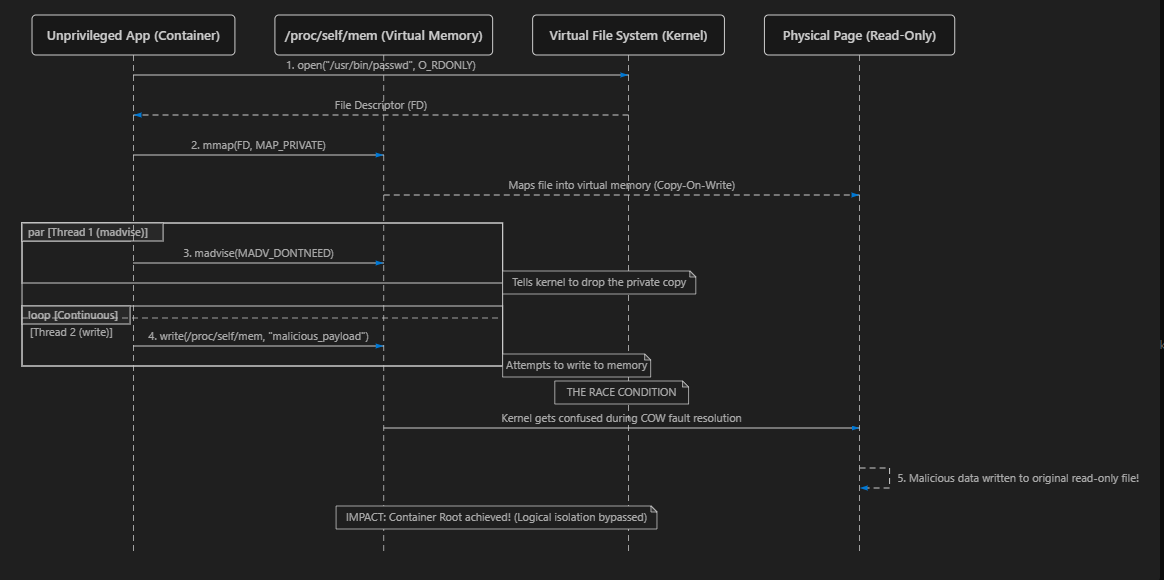 Unprivileged App (Container)
/proc/self/mem (Virtual Memory)
Virtual File System (Kernel)
Physical Page (Read-Only)
1. open("/usr/bin/passwd", O_RDONLY)
File Descriptor (FD)
2. mmap(FD, MAP_PRIVATE)
Maps file into virtual memory (Copy-On-Write)
par [Thread 1 (madvise)]
3. madvise(MADV_DONTNEED)
Tells kernel to drop the private copy
loop [Continuous]
[Thread 2 (write)]
4. write(/proc/self/mem, "malicious_payload")
Attempts to write to memory
THE RACE CONDITION
Kernel gets confused during COW fault resolution
5. Malicious data written to original read-only file!
IMPACT: Container Root achieved! (Logical isolation bypassed)